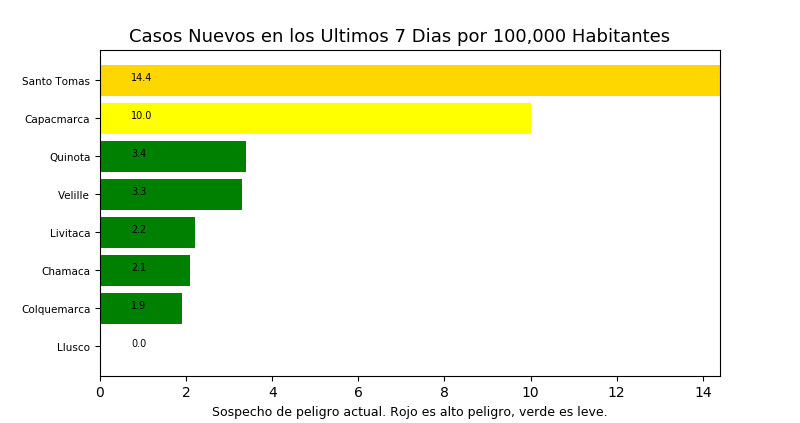 Casos Nuevos en los Ultimos 7 Dias por 100,000 Habitantes
Santo Tomas 14.4
Capacmarca 10.0
Quinota 3.4
Velille 3.3
Livitaca 2.2
Chamaca 2.1
Colquemarca 1.9
Llusco 0.0
0 2 4 6 8 10 12 14
Sospecho de peligro actual. Rojo es alto peligro, verde es leve.